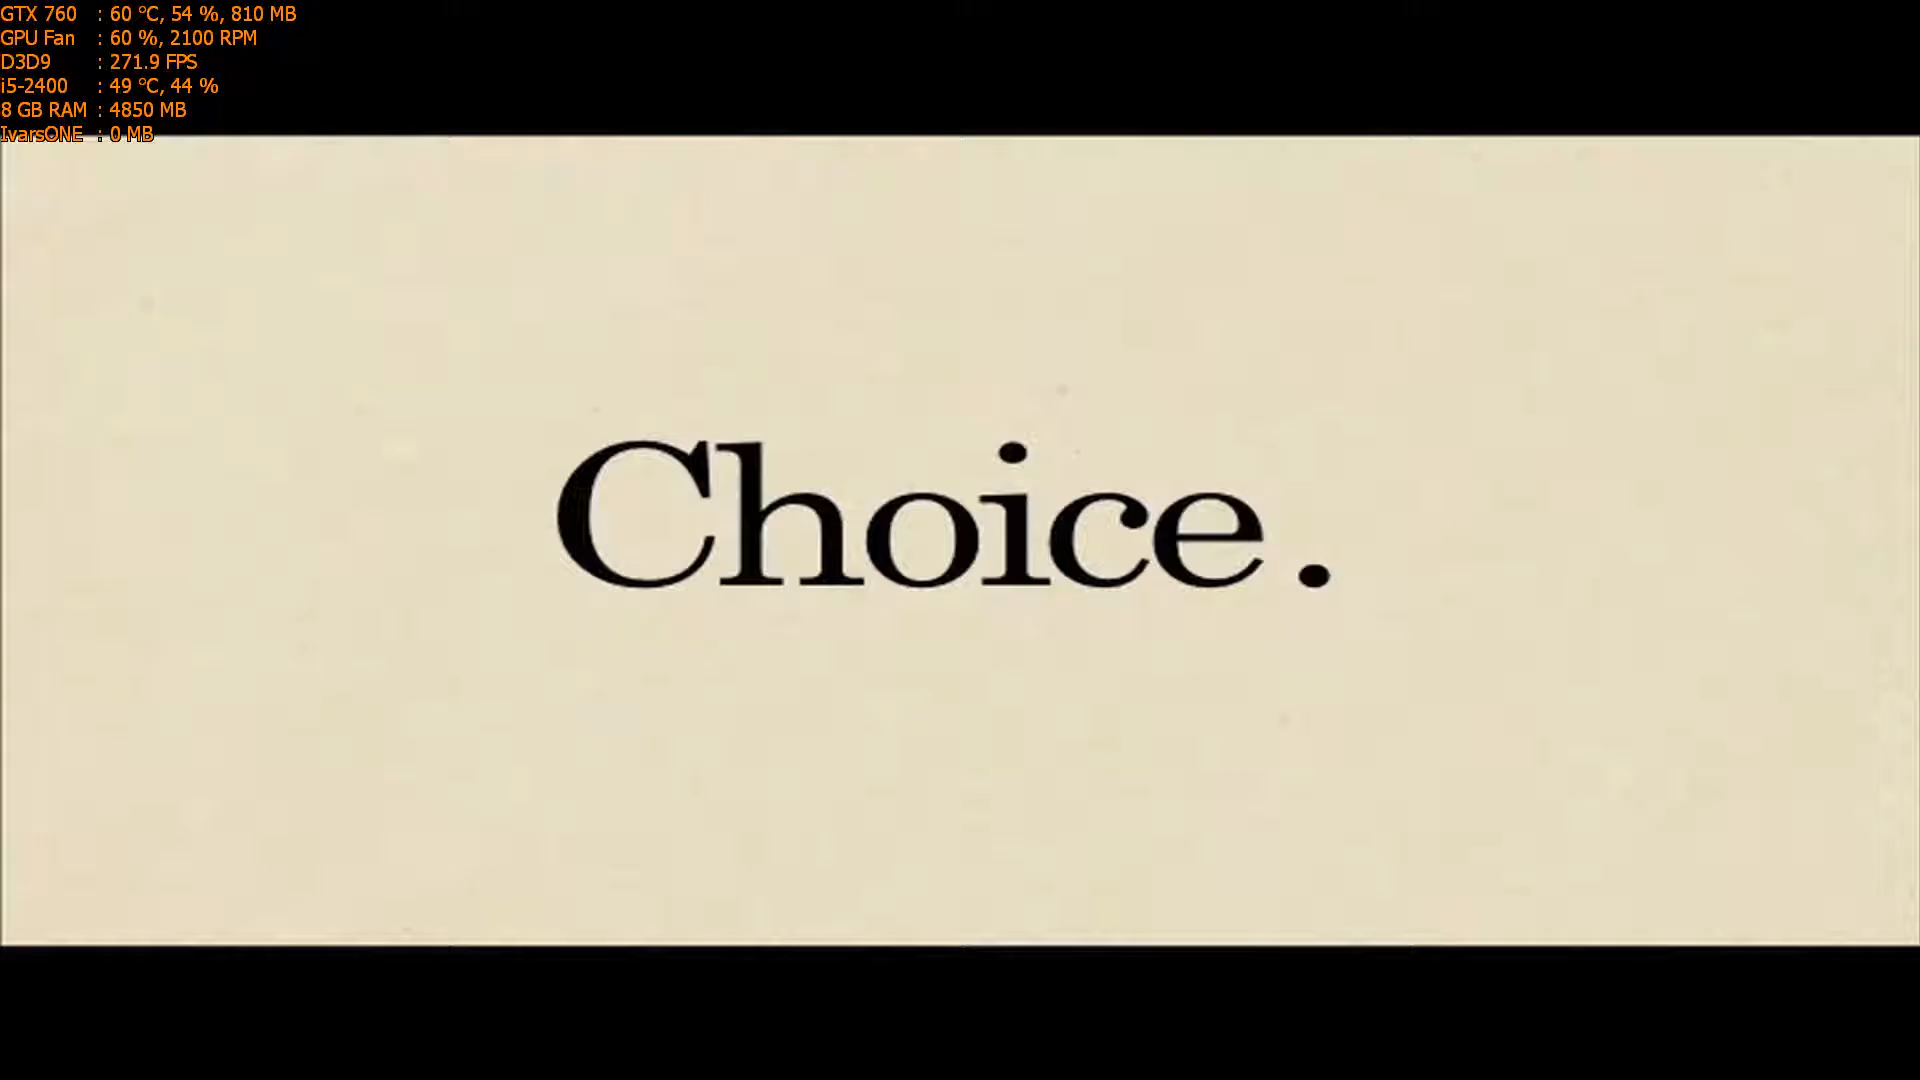 GTX 760 : 60 °C, 54 %, 810 MB
GPU Fan : 60 %, 2100 RPM
D3D9 : 271.9 FPS
i5-2400 : 49 °C, 44 %
8 GB RAM : 4850 MB
IvarsONE : 0 MB
Choice.